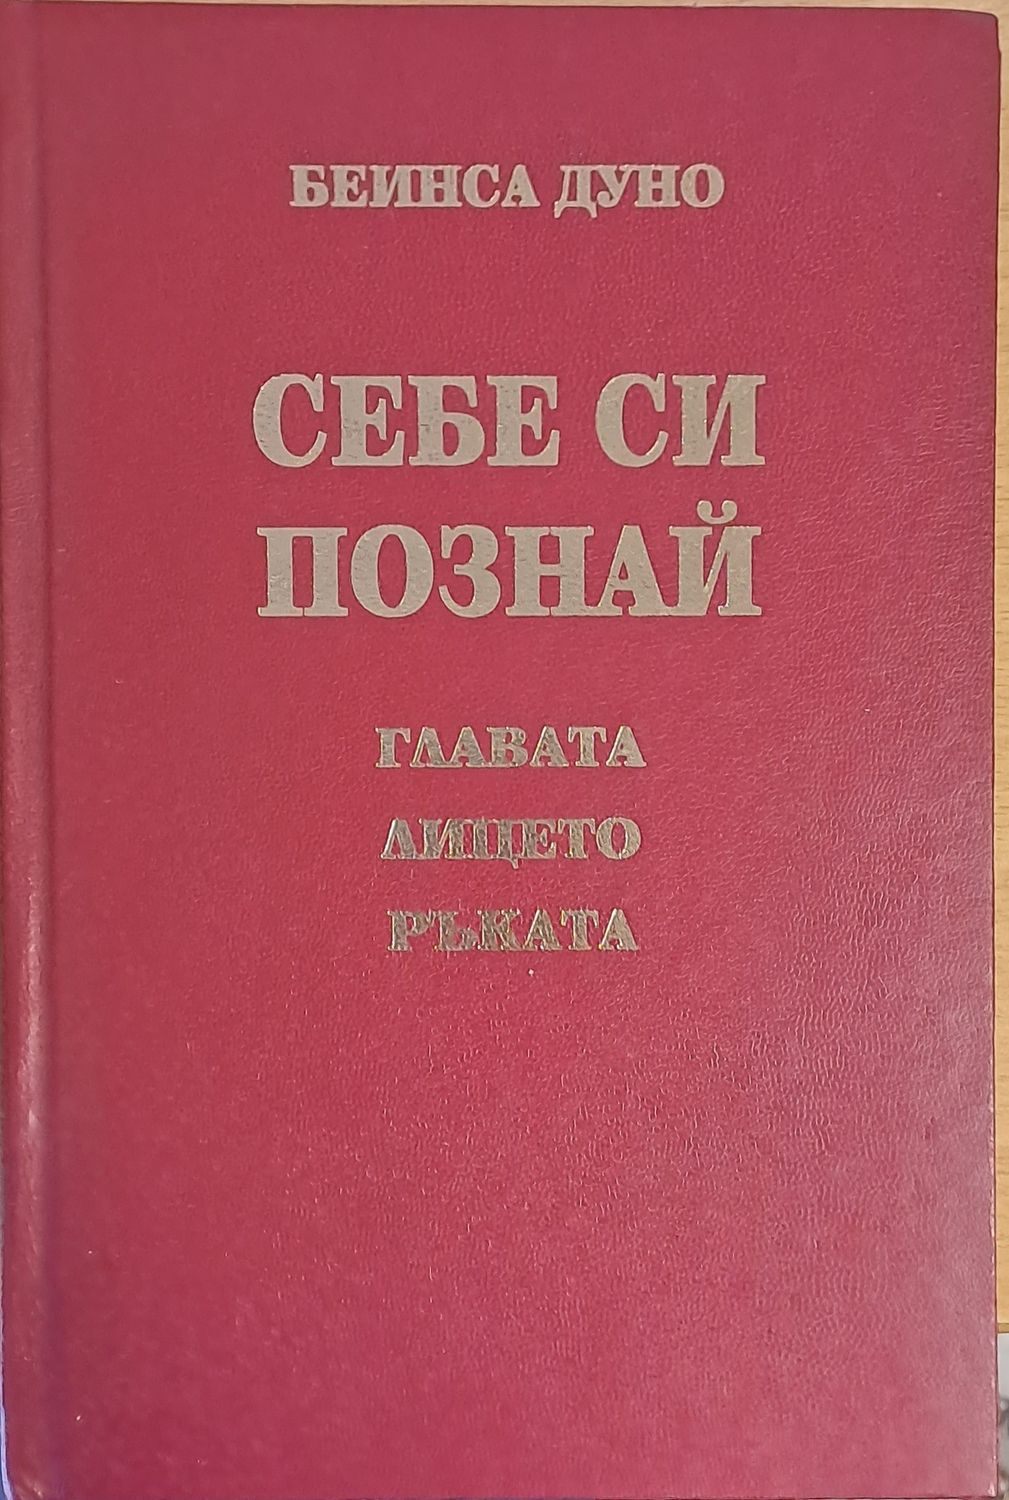 БЕИНСА ДУНО
СЕБЕ СИ
ПОЗНАЙ
ГЛАВАТА
ЛИЦЕТО
РЪКАТА